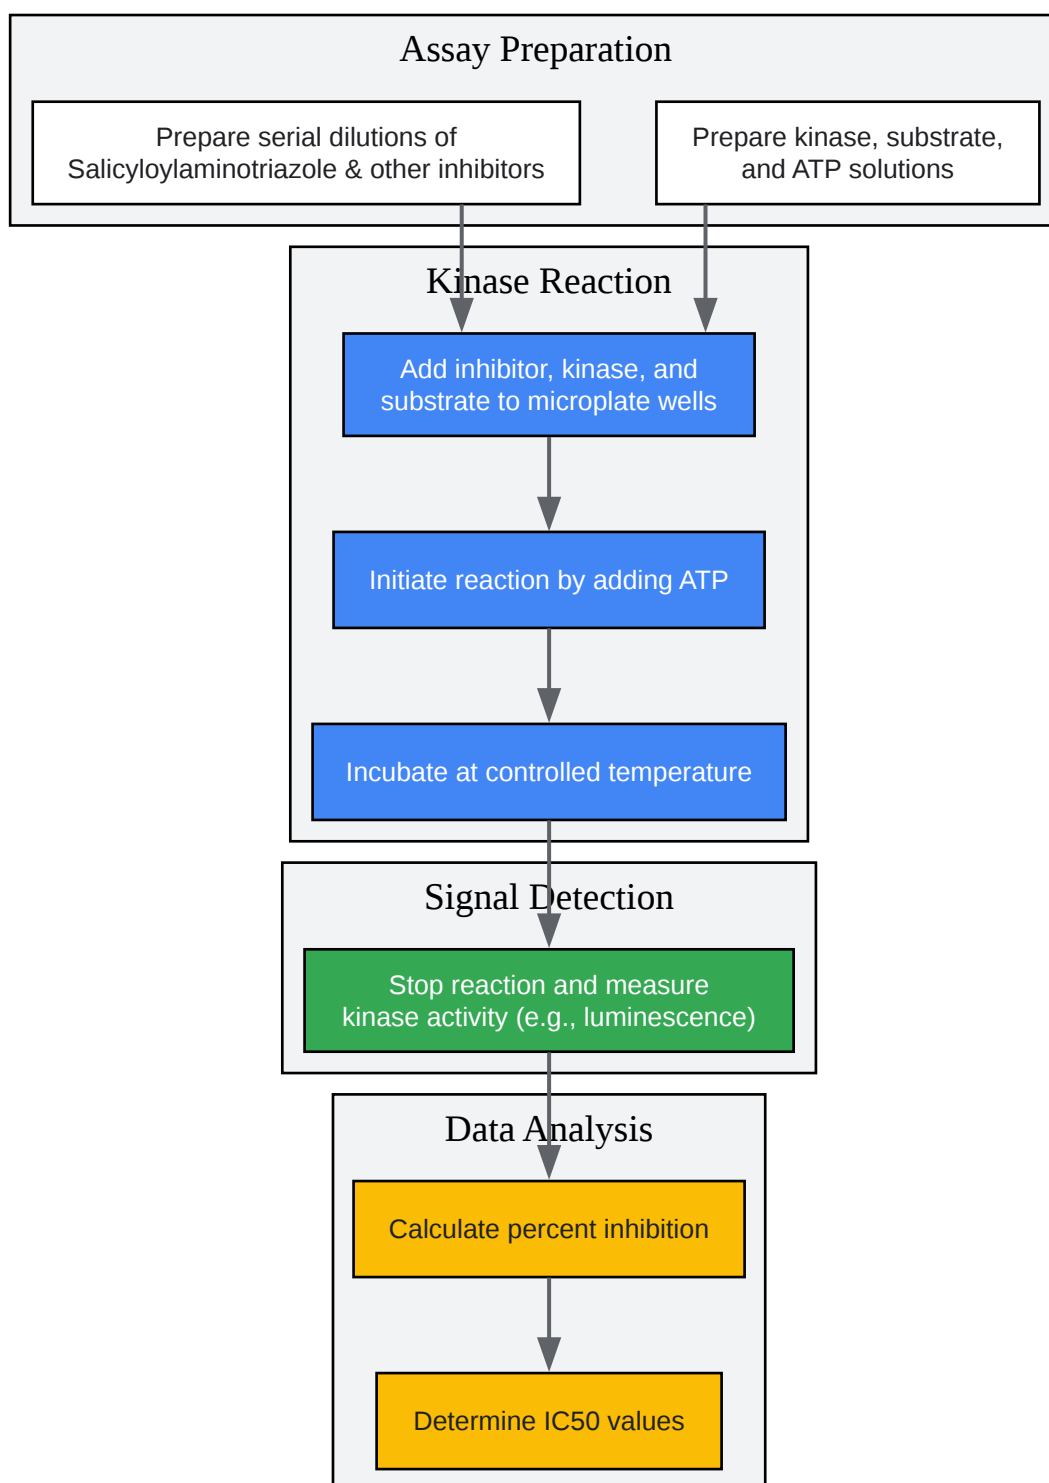 Assay Preparation
Prepare serial dilutions of
Salicyloylaminotriazole & other inhibitors
Prepare kinase, substrate,
and ATP solutions
Kinase Reaction
Add inhibitor, kinase, and
substrate to microplate wells
Initiate reaction by adding ATP
Incubate at controlled temperature
Signal Detection
Stop reaction and measure
kinase activity (e.g., luminescence)
Data Analysis
Calculate percent inhibition
Determine IC50 values